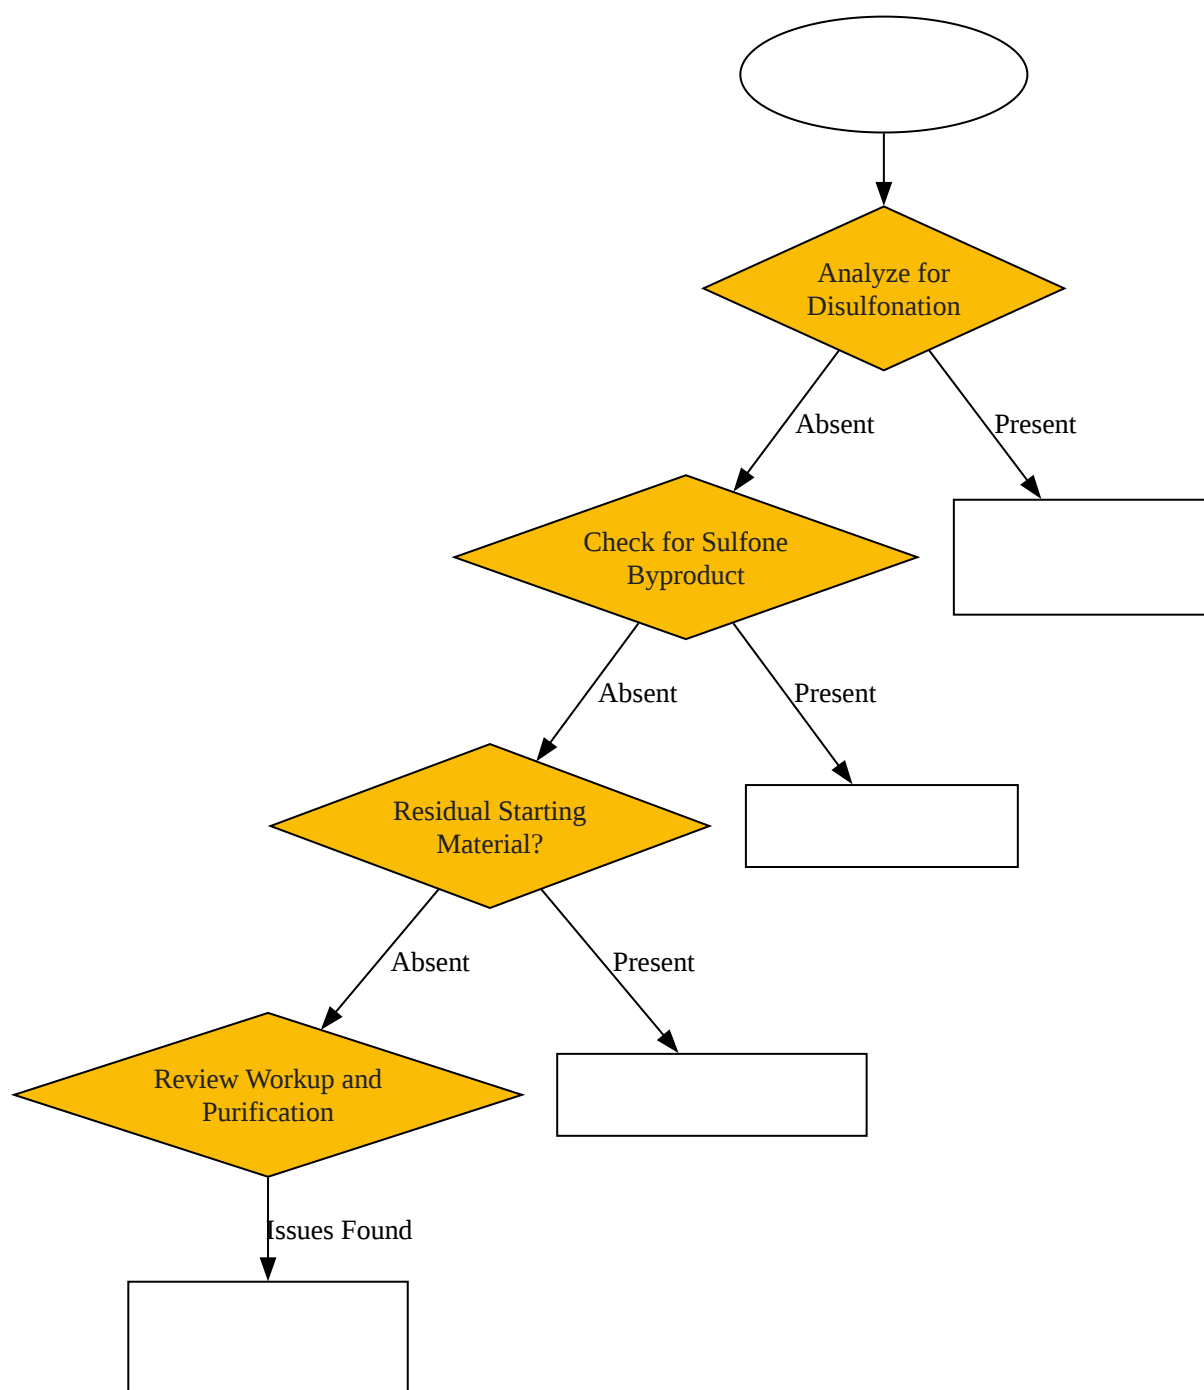 Analyze for
Disulfonation
Absent
Present
Check for Sulfone
Byproduct
Absent
Present
Residual Starting
Material?
Absent
Present
Review Workup and
Purification
Issues Found